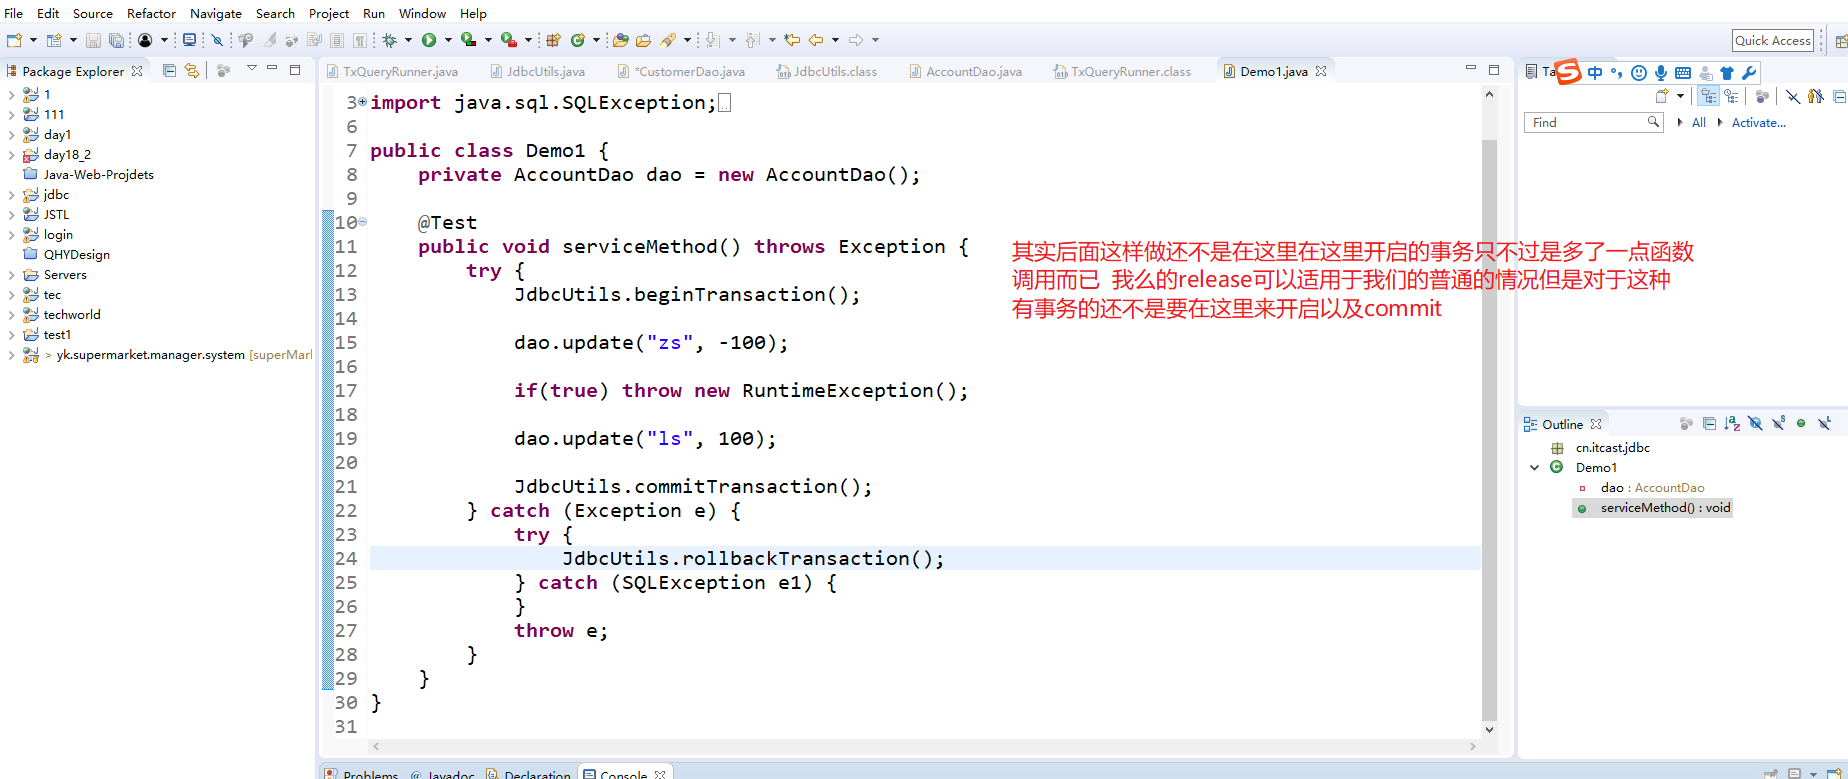 File Edit Source Refactor Navigate Search Project Run Window Help
Quick Access
Package Explorer
1
111
day1
day18_2
Java-Web-Projdets
jdbc
JSTL
login
QHYDesign
Servers
tec
techworld
test1
> yk.supermarket.manager.system [superMarl
TxQueryRunner.java JdbcUtils.java *CustomerDao.java JdbcUtils.class AccountDao.java TxQueryRunner.class Demo1.java
3 import java.sql.SQLException;
6
7 public class Demo1 {
8 private AccountDao dao = new AccountDao();
9
10 @Test
11 public void serviceMethod() throws Exception {
12 try {
13 JdbcUtils.beginTransaction();
14
15 dao.update("zs", -100);
16
17 if(true) throw new RuntimeException();
18
19 dao.update("ls", 100);
20
21 JdbcUtils.commitTransaction();
22 } catch (Exception e) {
23 try {
24 JdbcUtils.rollbackTransaction();
25 } catch (SQLException e1) {
26 }
27 throw e;
28 }
29 }
30 }
31
其实后面这样做还不是在这里在这里开启的事务只不过是多了一点函数
调用而已 我么的release可以适用于我们的普通的情况但是对于这种
有事务的还不是要在这里来开启以及commit
Ta
中
Find All Activate...
Outline
cn.itcast.jdbc
Demo1
dao : AccountDao
serviceMethod() : void
Problems @ Javadoc Declaration Console